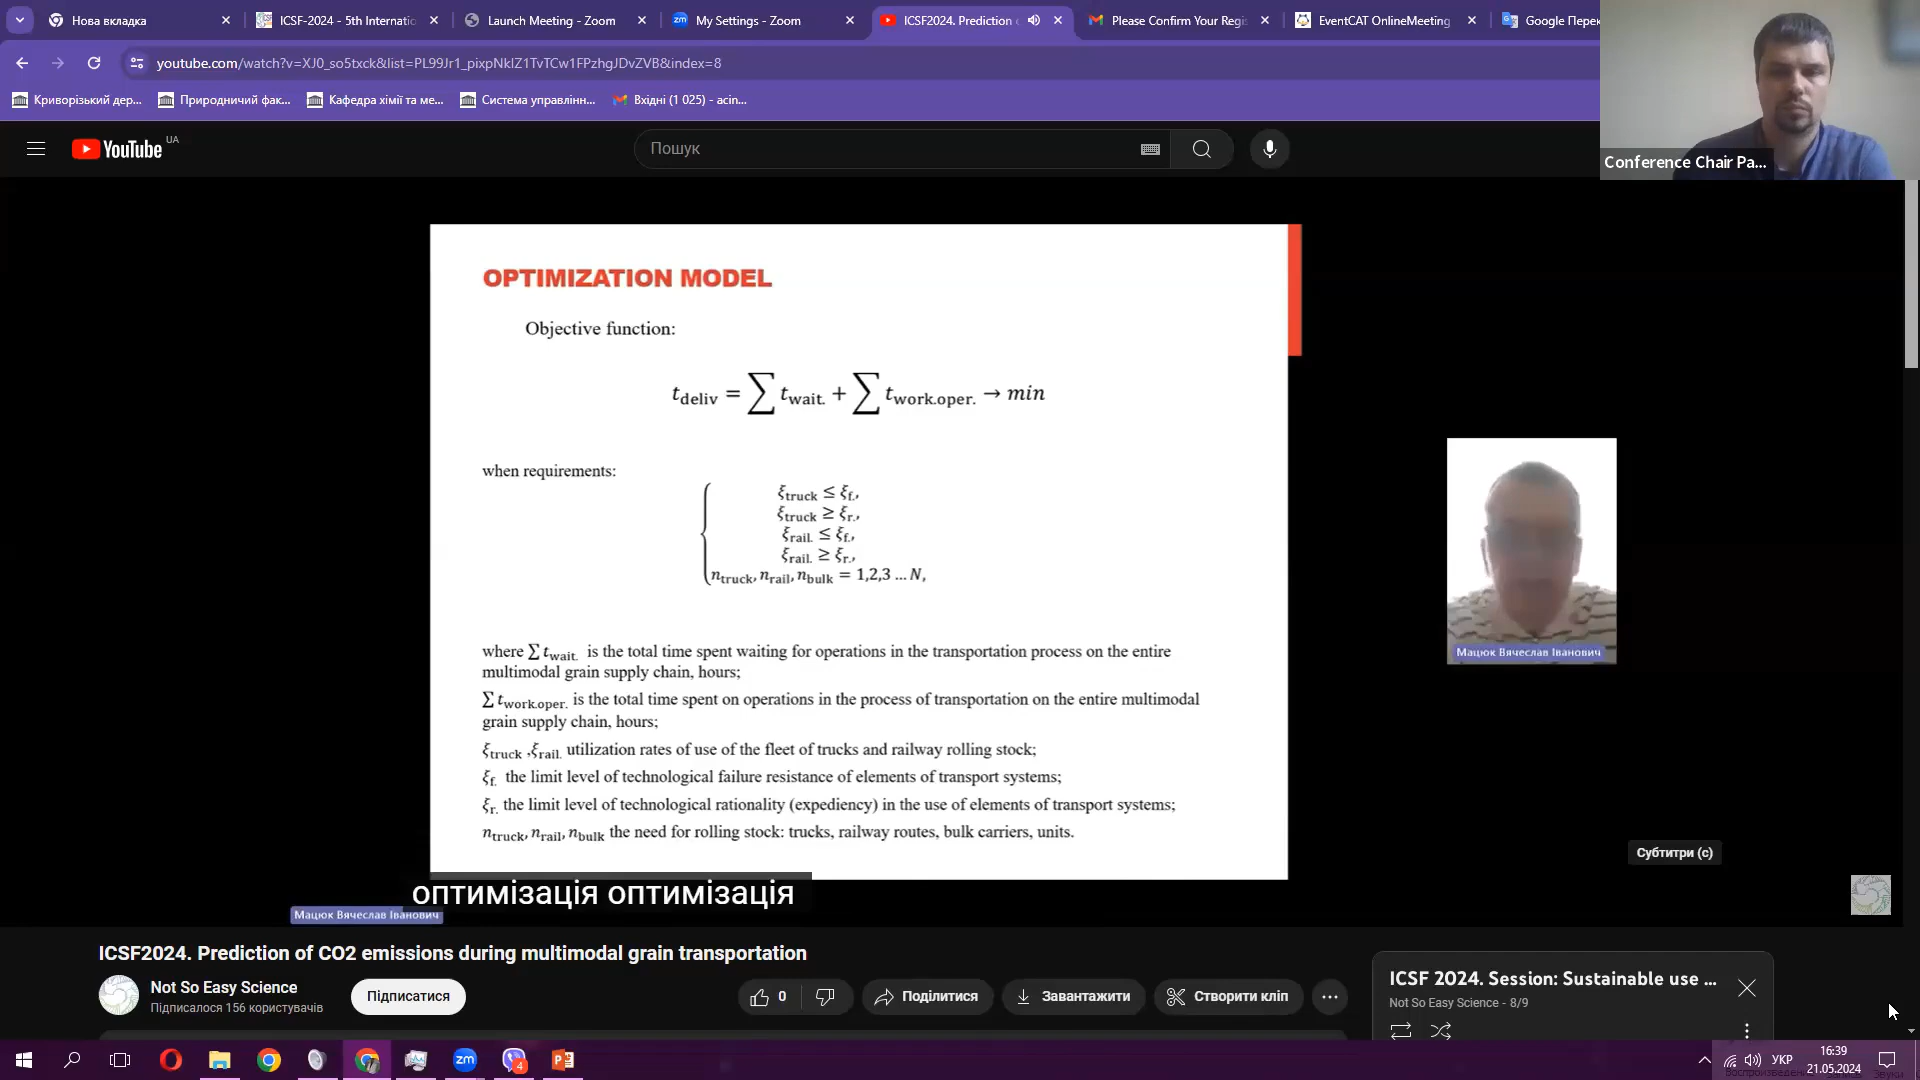 Нова вкладка
ICSF-2024 - 5th Internatio
Launch Meeting - Zoom
My Settings - Zoom
ICSF2024. Prediction
Please Confirm Your Regi
EventCAT OnlineMeeting
Google Перек
youtube.com/watch?v=XJ0_so5txck&list=PL99Jr1_pixpNklZ1TvTCw1FPzhgJDvZVB&index=8
Криворізький дер...
Природничий фак...
Кафедра хімії та ме...
Система управлінн...
Вхідні (1 025) - acin...
Conference Chair Pa...
YouTube UA
Пошук
OPTIMIZATION MODEL
Objective function:
t_deliv = ∑ t_wait. + ∑ t_work.oper. → min
when requirements:
ξ_truck ≤ ξ_f.,
ξ_truck ≥ ξ_r.,
ξ_rail. ≤ ξ_f.,
ξ_rail. ≥ ξ_r.,
n_truck, n_rail, n_bulk = 1,2,3 … N,
where ∑ t_wait. is the total time spent waiting for operations in the transportation process on the entire
multimodal grain supply chain, hours;
∑ t_work.oper. is the total time spent on operations in the process of transportation on the entire multimodal
grain supply chain, hours;
ξ_truck ,ξ_rail. utilization rates of use of the fleet of trucks and railway rolling stock;
ξ_f. the limit level of technological failure resistance of elements of transport systems;
ξ_r. the limit level of technological rationality (expediency) in the use of elements of transport systems;
n_truck, n_rail, n_bulk the need for rolling stock: trucks, railway routes, bulk carriers, units.
Мацюк Вячеслав Іванович
Субтитри (c)
оптимізація оптимізація
Мацюк Вячеслав Іванович
ICSF2024. Prediction of CO2 emissions during multimodal grain transportation
Not So Easy Science
Підписалося 156 користувачів
Підписатися
0
Поділитися
Завантажити
Створити кліп
ICSF 2024. Session: Sustainable use ...
Not So Easy Science - 8/9
4
УКР
16:39
21.05.2024